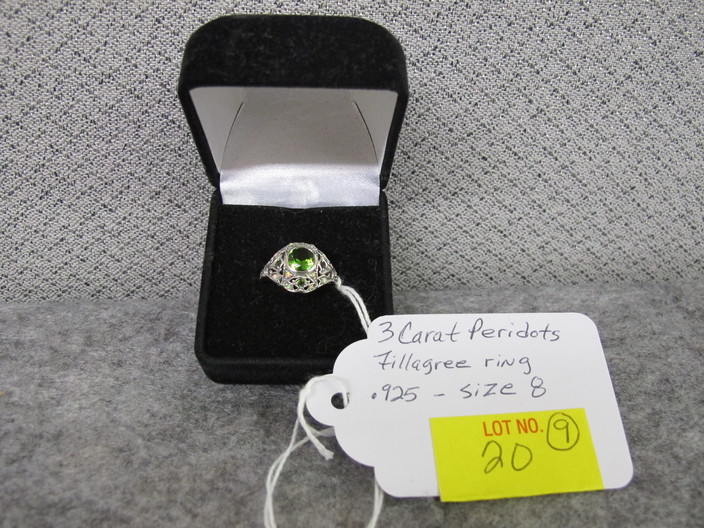 3 Carat Peridots
Fillagree ring
.925 - size 8
LOT NO. 9
20